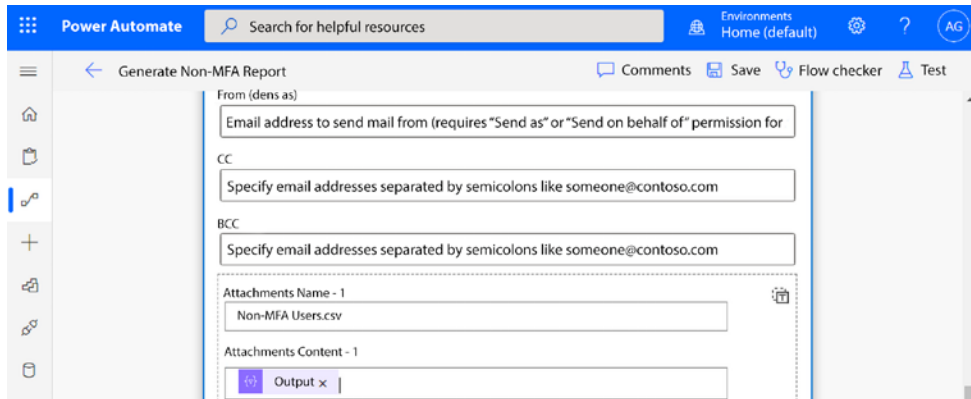 Environments
Power Automate Search for helpful resources Home (default) ? AG
Generate Non-MFA Report Comments Save Flow checker Test
From (dens as)
Email address to send mail from (requires "Send as" or "Send on behalf of" permission for
CC
Specify email addresses separated by semicolons like someone@contoso.com
BCC
Specify email addresses separated by semicolons like someone@contoso.com
Attachments Name - 1
Non-MFA Users.csv
Attachments Content - 1
{v} Output ×